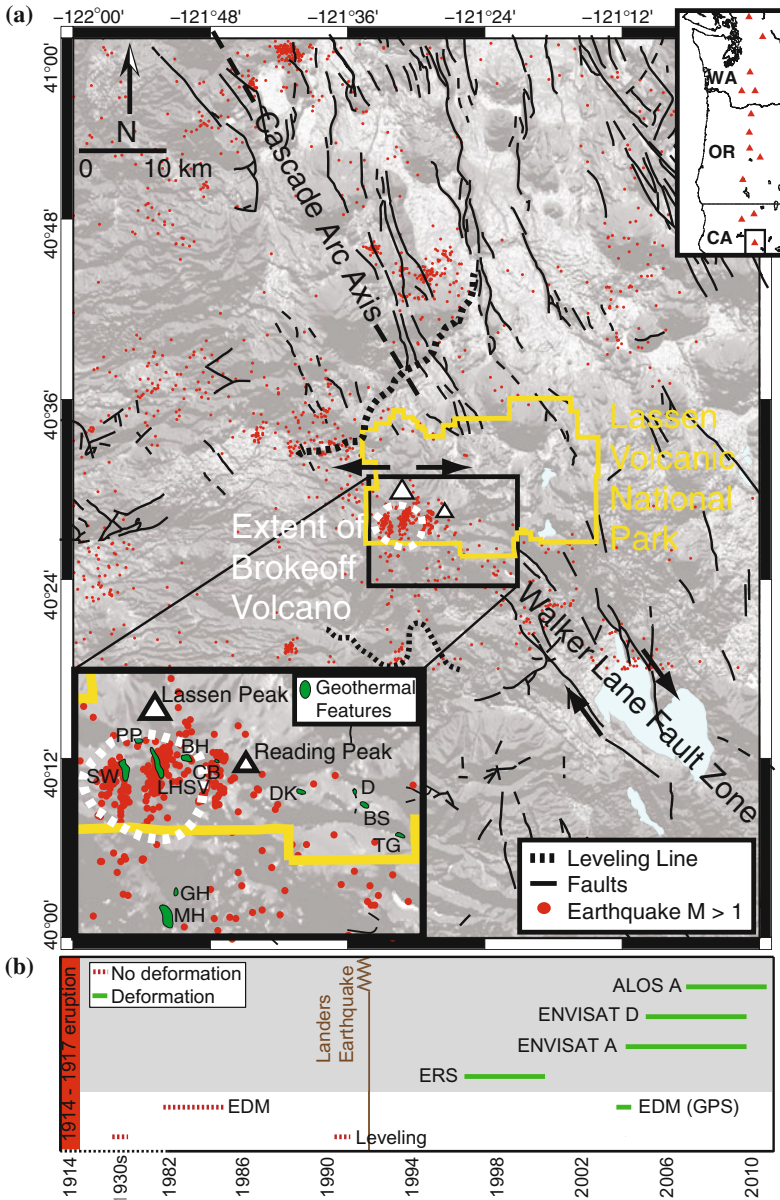 (a)
−122°00'
−121°48'
−121°36'
−121°24'
−121°12'
41°00'
40°48'
40°36'
40°24'
40°12'
40°00'
N
0 10 km
Cascade Arc Axis
WA
OR
CA
Lassen
Volcanic
National
Park
Extent of
Brokeoff
Volcano
Walker Lane Fault Zone
Lassen Peak
Geothermal
Features
PP
BH
Reading Peak
SW
CB
LHSV
DK
D
BS
TG
GH
MH
Leveling Line
Faults
Earthquake M > 1
(b)
1914 - 1917 eruption
No deformation
Deformation
Landers
Earthquake
ALOS A
ENVISAT D
ENVISAT A
ERS
EDM
EDM (GPS)
Leveling
1914
1930s
1982
1986
1990
1994
1998
2002
2006
2010